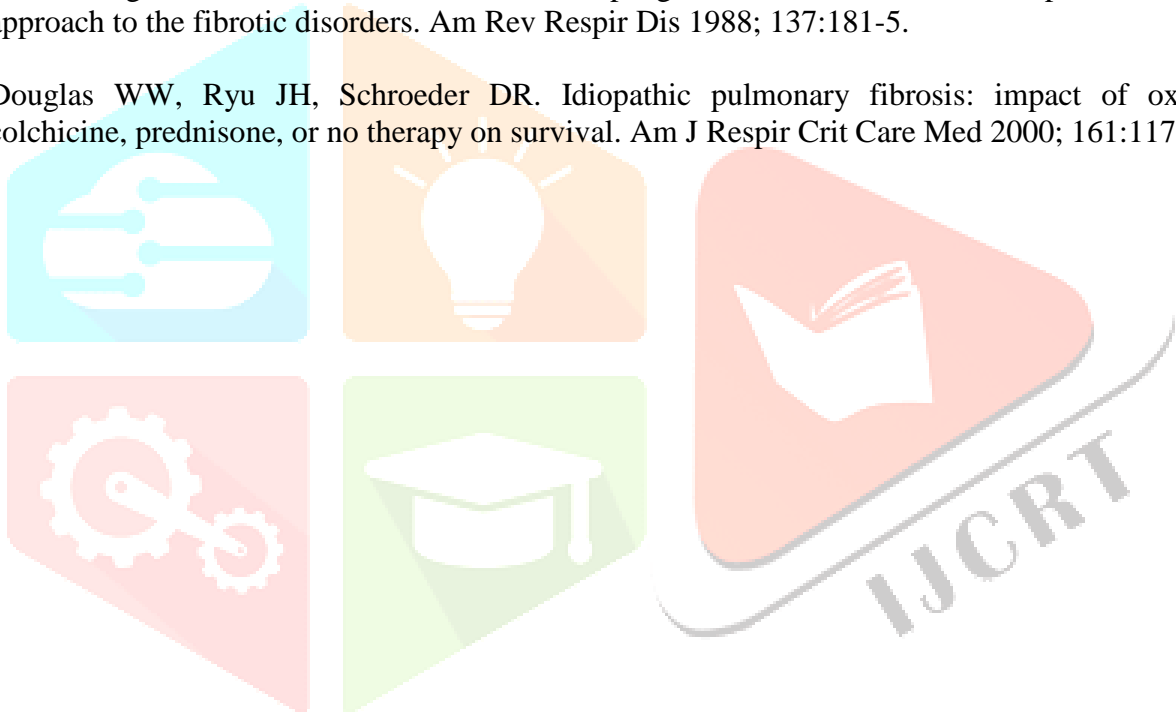 approach to the fibrotic disorders. Am Rev Respir Dis 1988; 137:181-5.
Douglas WW, Ryu JH, Schroeder DR. Idiopathic pulmonary fibrosis: impact of ox
colchicine, prednisone, or no therapy on survival. Am J Respir Crit Care Med 2000; 161:117
IJCRT